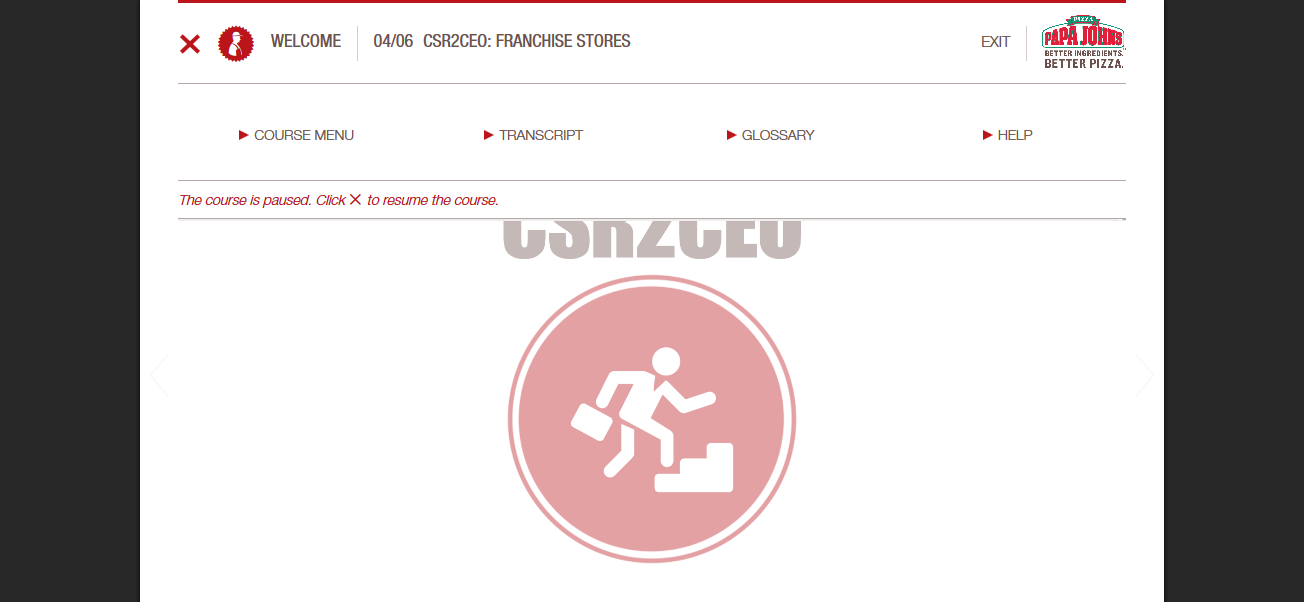 WELCOME
04/06 CSR2CEO: FRANCHISE STORES
EXIT
PIZZA
PAPA JOHNS
BETTER INGREDIENTS.
BETTER PIZZA.
COURSE MENU
TRANSCRIPT
GLOSSARY
HELP
The course is paused. Click ✕ to resume the course.
CSR2CEO